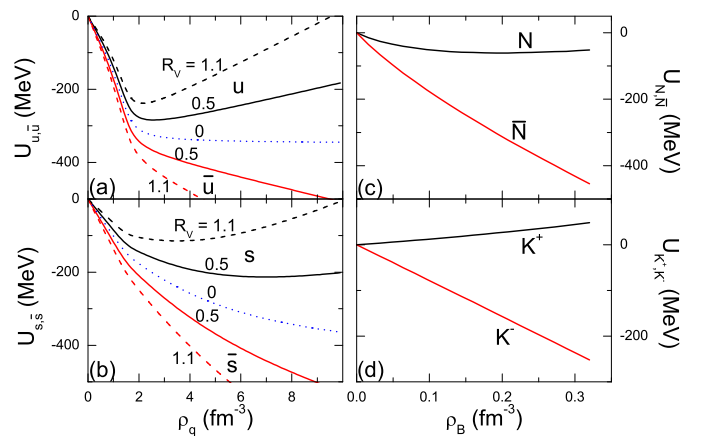 0
-200
-400
U_{u,ū} (MeV)
R_V = 1.1
u
0.5
0
0.5
1.1
ū
(a)
0
-200
-400
U_{s,s̄} (MeV)
R_V = 1.1
s
0.5
0
0.5
1.1
s̄
(b)
0 2 4 6 8
ρ_q (fm^{-3})
N
N̄
(c)
0
-200
-400
U_{N,N̄} (MeV)
K^+
K^-
(d)
0
-200
U_{K^+,K^-} (MeV)
0.0 0.1 0.2 0.3
ρ_B (fm^{-3})